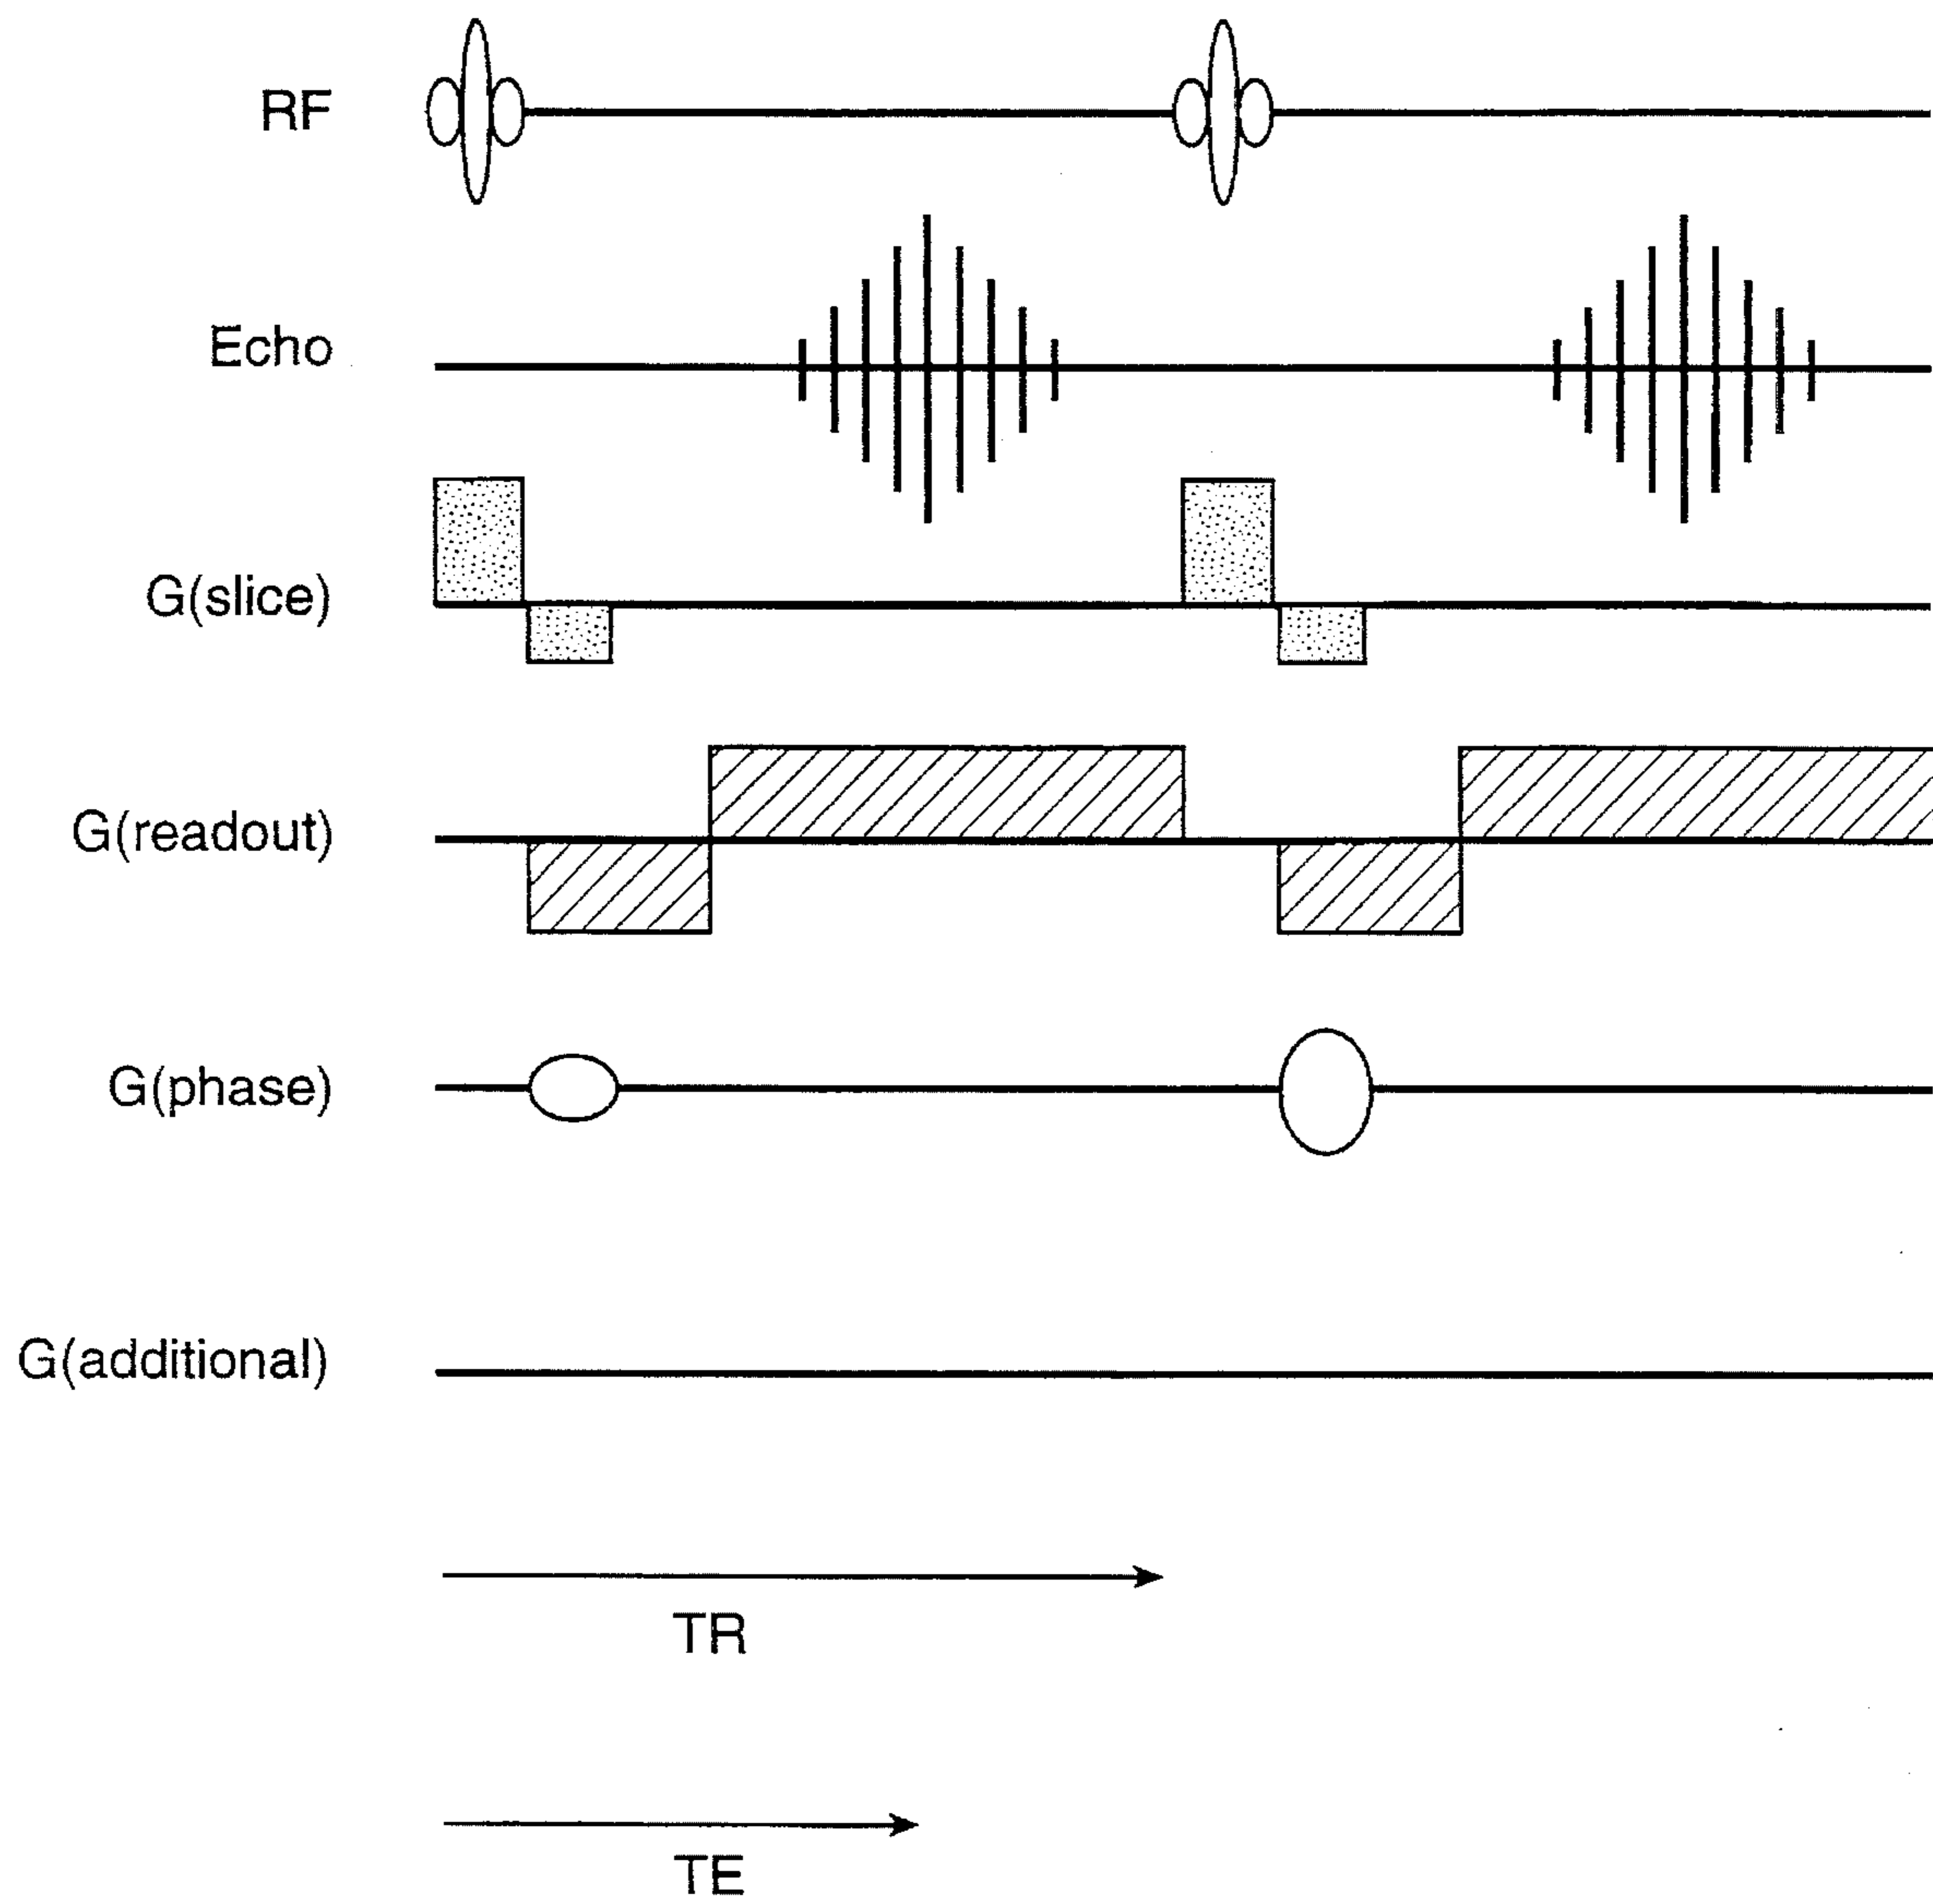 RF
Echo
G(slice)
G(readout)
G(phase)
G(additional)
TR
TE